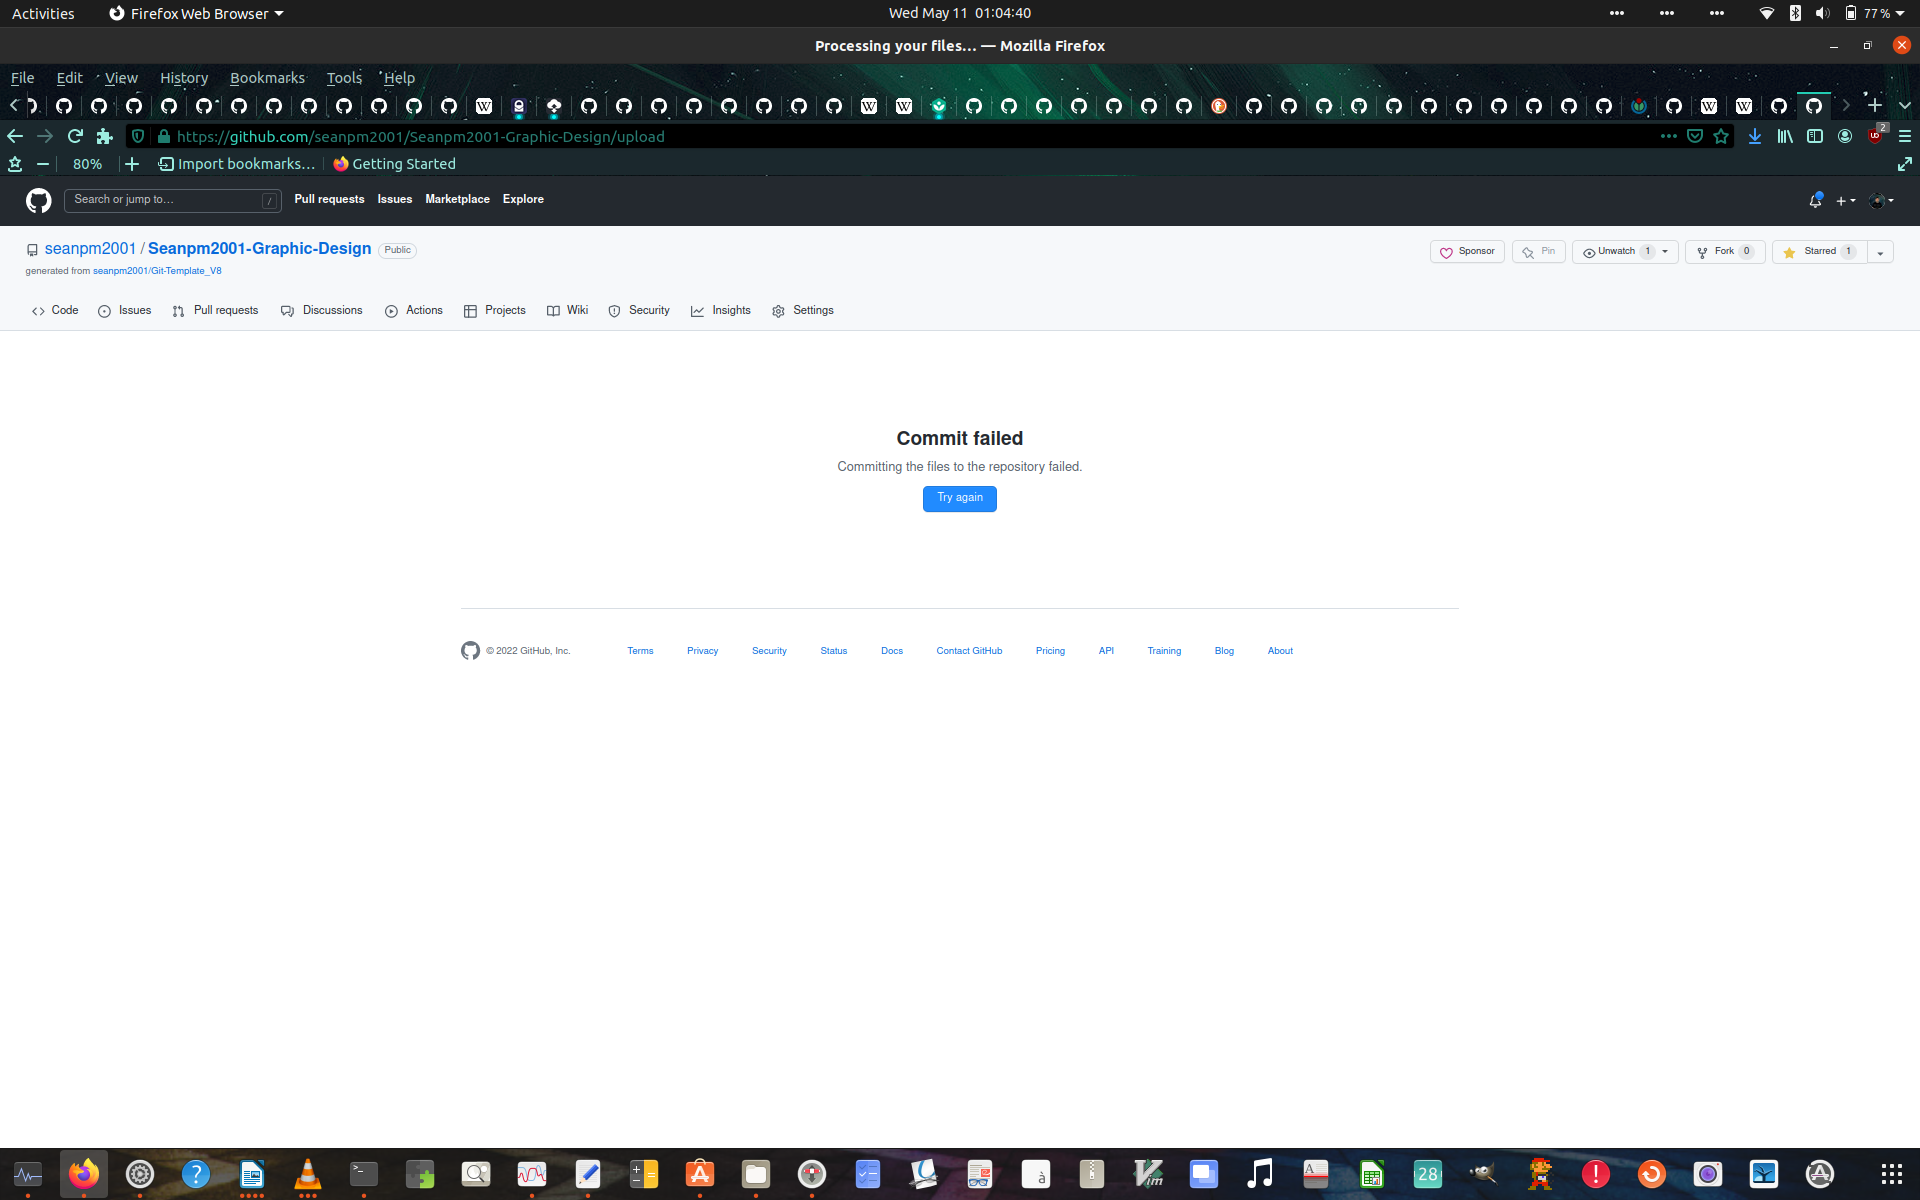 Activities Firefox Web Browser Wed May 11 01:04:40 77 %
Processing your files… — Mozilla Firefox
File Edit View History Bookmarks Tools Help
https://github.com/seanpm2001/Seanpm2001-Graphic-Design/upload 2
80% Import bookmarks… Getting Started
Search or jump to… / Pull requests Issues Marketplace Explore
seanpm2001 / Seanpm2001-Graphic-Design Public Sponsor Pin Unwatch 1 Fork 0 Starred 1
generated from seanpm2001/Git-Template_V8
Code Issues Pull requests Discussions Actions Projects Wiki Security Insights Settings
Commit failed
Committing the files to the repository failed.
Try again
© 2022 GitHub, Inc. Terms Privacy Security Status Docs Contact GitHub Pricing API Training Blog About
28